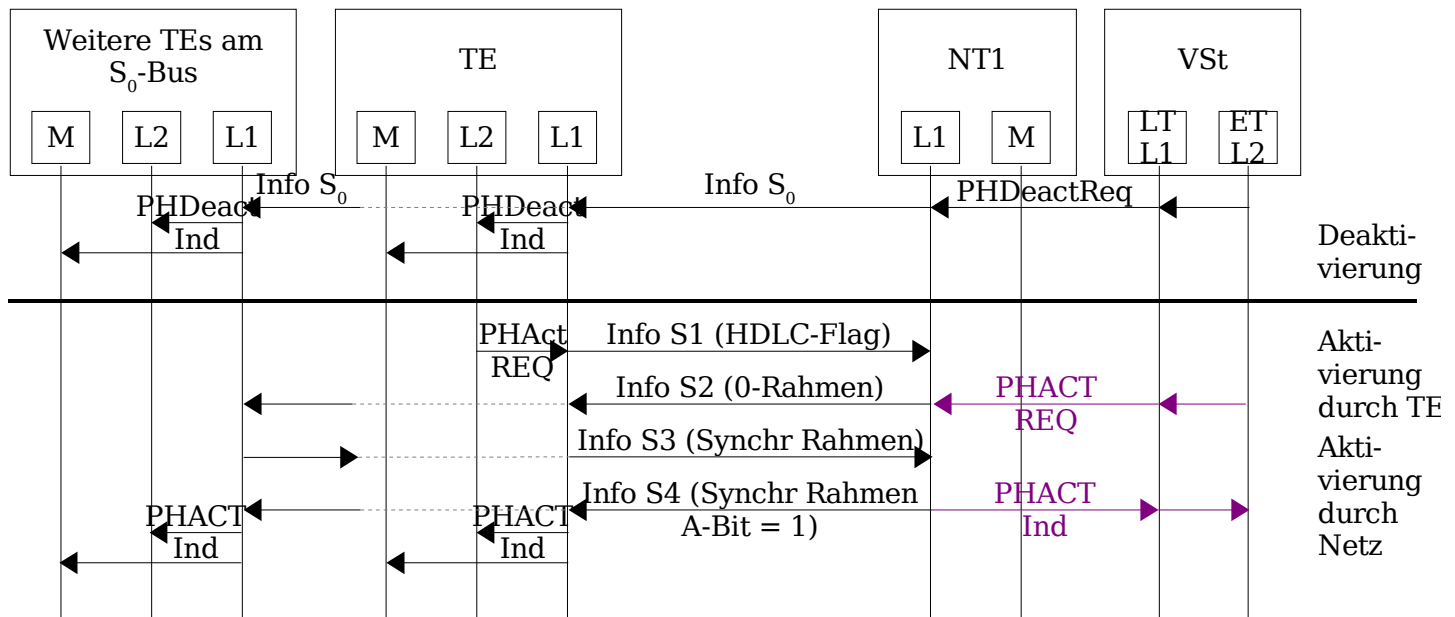 Weitere TEs am
S0-Bus
TE
NT1
VSt
M
L2
L1
M
L2
L1
L1
M
LT
L1
ET
L2
Info S0
Info S0
PHDeactReq
PHDeact
Ind
PHDeact
Ind
Deakti-
vierung
PHAct
REQ
Info S1 (HDLC-Flag)
Akti-
vierung
durch TE
Info S2 (0-Rahmen)
PHACT
REQ
Info S3 (Synchr Rahmen)
Akti-
vierung
durch
Netz
Info S4 (Synchr Rahmen
A-Bit = 1)
PHACT
Ind
PHACT
Ind
PHACT
Ind